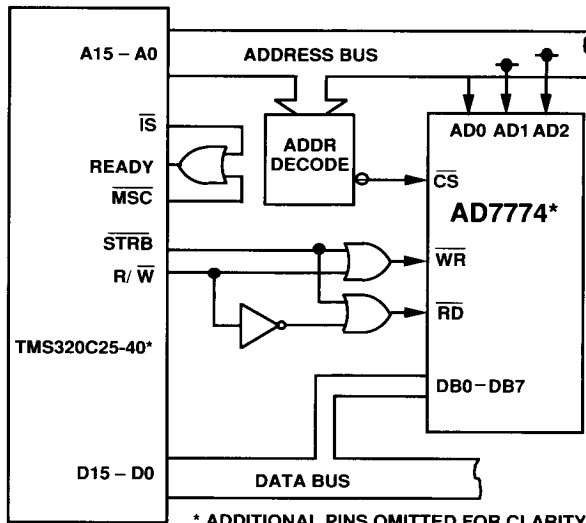 A15 – A0
ADDRESS BUS
IS
READY
MSC
ADDR
DECODE
AD0 AD1 AD2
CS
AD7774*
STRB
R/ W
WR
RD
TMS320C25-40*
DB0–DB7
D15 – D0
DATA BUS
* ADDITIONAL PINS OMITTED FOR CLARITY